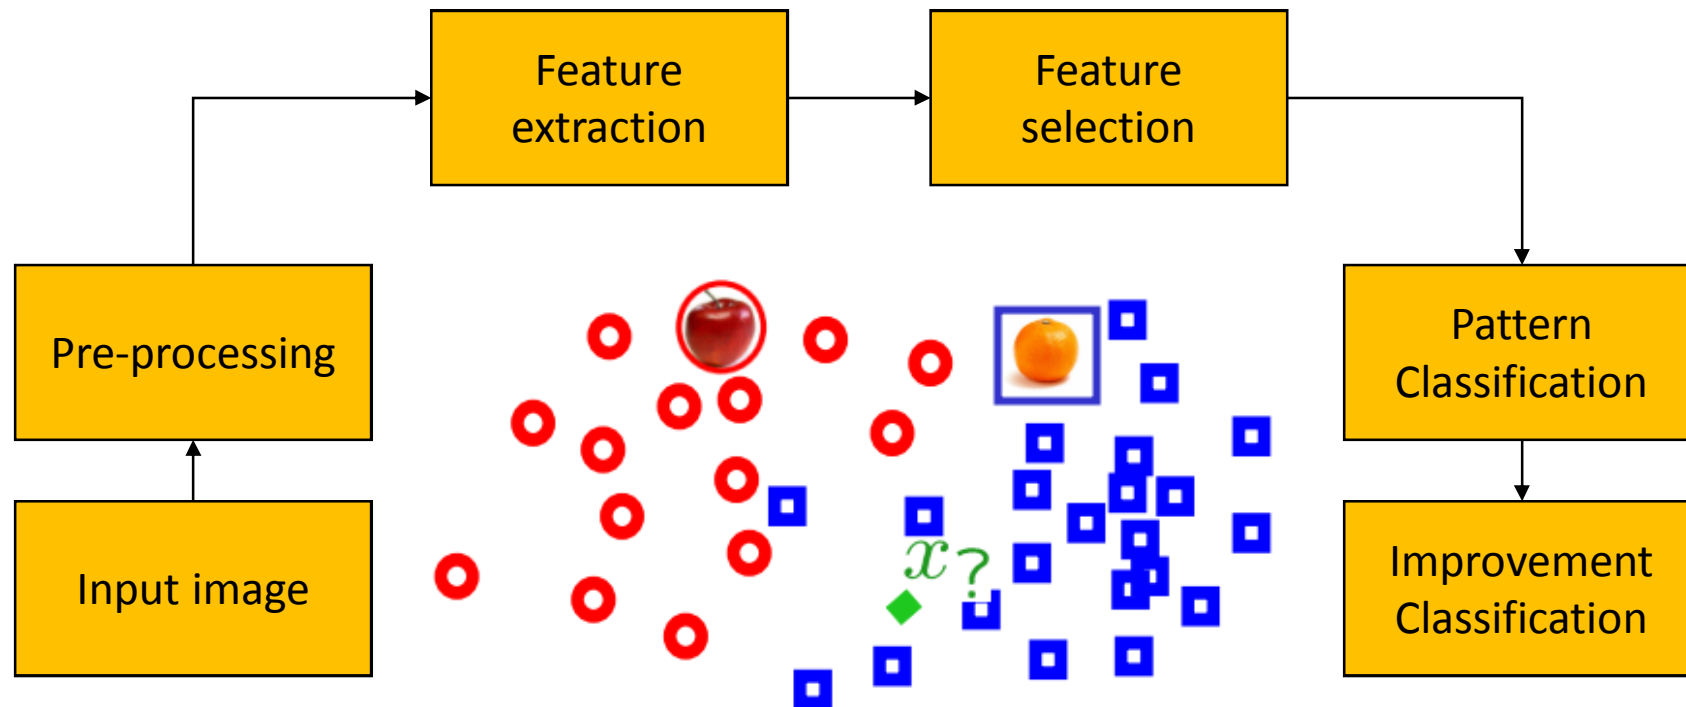 Feature
extraction
Feature
selection
Pre-processing
Pattern
Classification
Input image
x?
Improvement
Classification